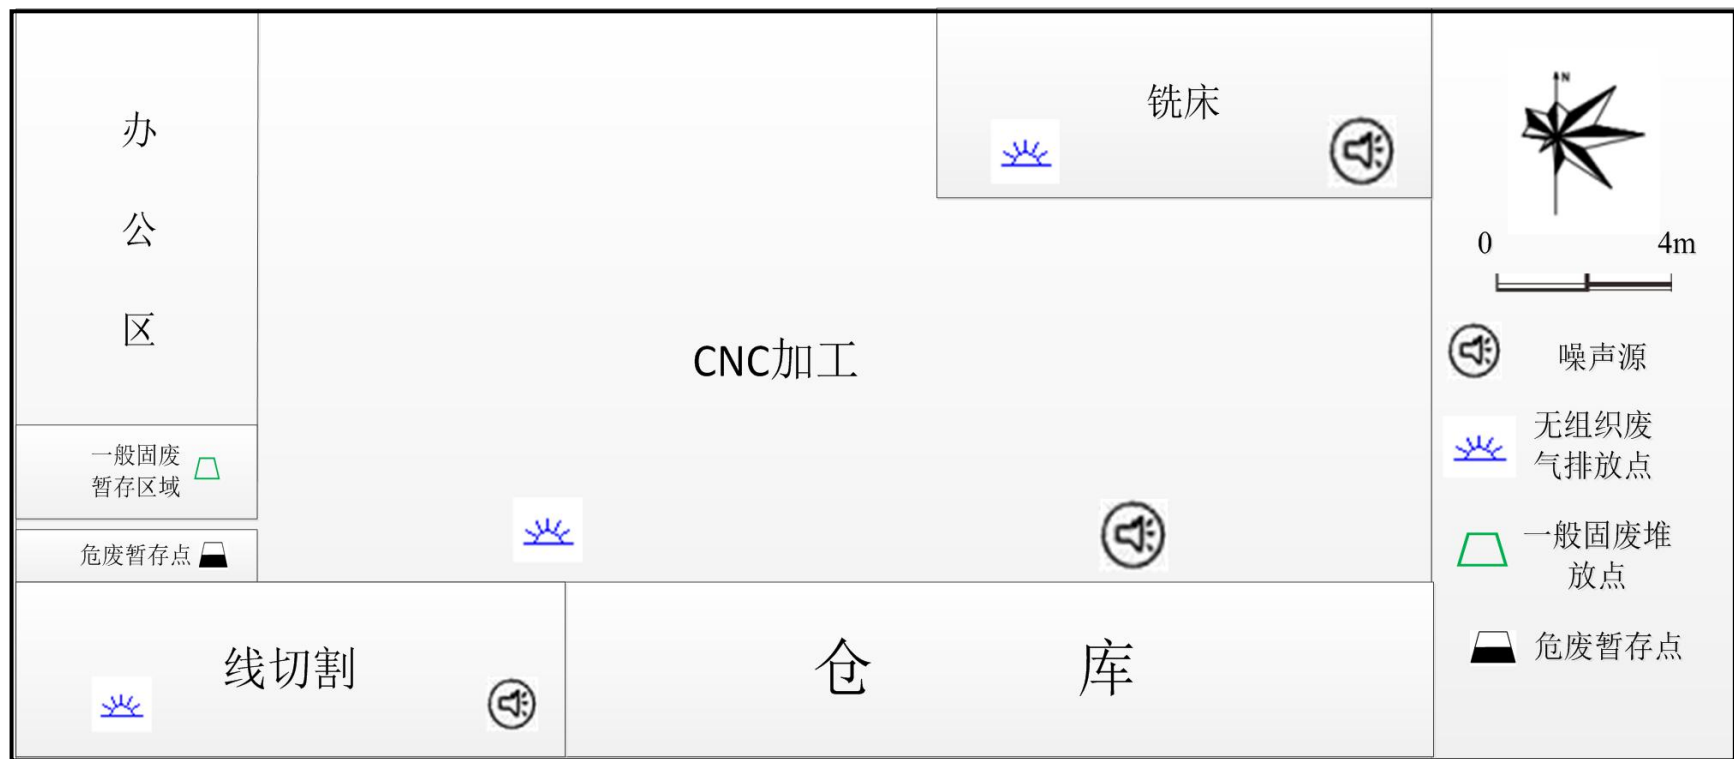 办
公
区
一般固废
暂存区域
危废暂存点
铣床
CNC加工
线切割
仓 库
N
0 4m
噪声源
无组织废
气排放点
一般固废堆
放点
危废暂存点